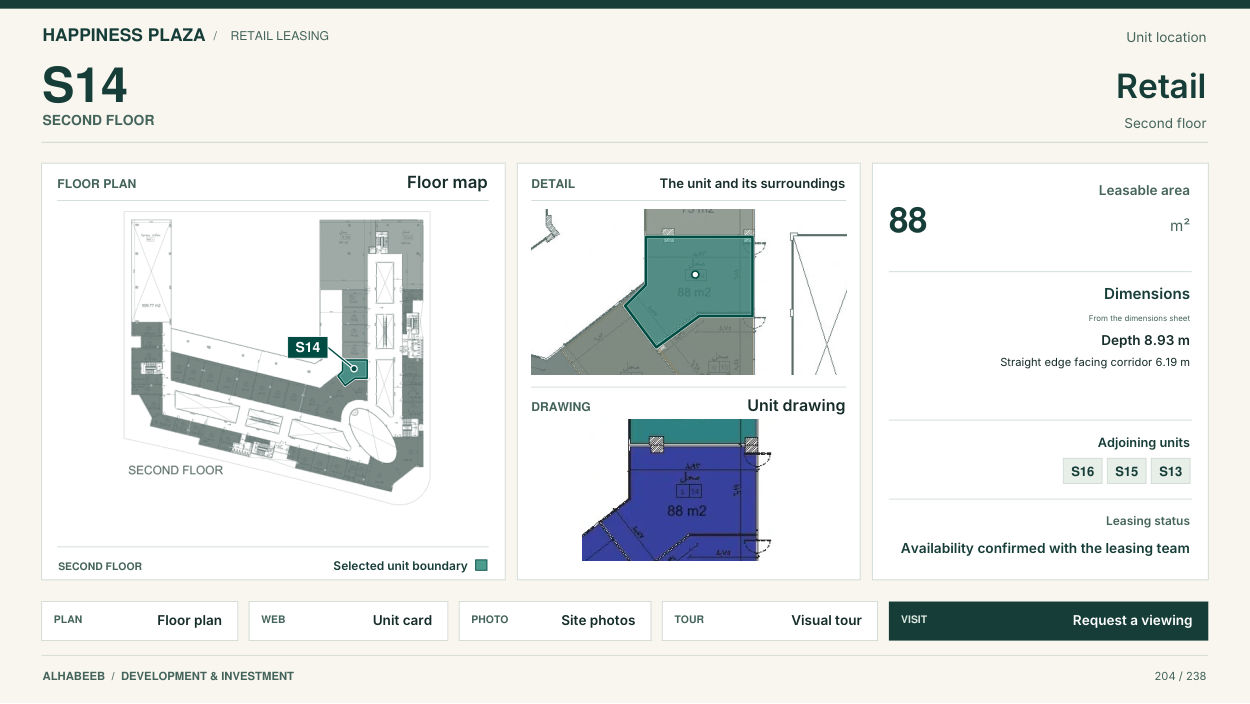 HAPPINESS PLAZA / RETAIL LEASING
Unit location
S14
Retail
SECOND FLOOR
Second floor
FLOOR PLAN
Floor map
S14
SECOND FLOOR
SECOND FLOOR
Selected unit boundary
DETAIL
The unit and its surroundings
88 m2
DRAWING
Unit drawing
88 m2
Leasable area
88
m²
Dimensions
From the dimensions sheet
Depth 8.93 m
Straight edge facing corridor 6.19 m
Adjoining units
S16 S15 S13
Leasing status
Availability confirmed with the leasing team
PLAN Floor plan
WEB Unit card
PHOTO Site photos
TOUR Visual tour
VISIT Request a viewing
ALHABEEB / DEVELOPMENT & INVESTMENT
204 / 238